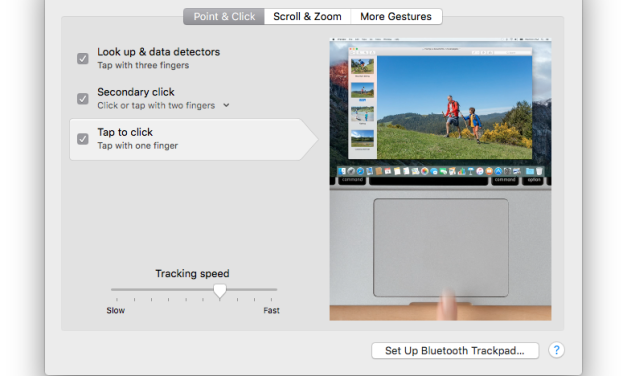 Point & Click
Scroll & Zoom
More Gestures
Look up & data detectors
Tap with three fingers
Secondary click
Click or tap with two fingers
Tap to click
Tap with one finger
command
command
option
Tracking speed
Slow
Fast
Set Up Bluetooth Trackpad...
?